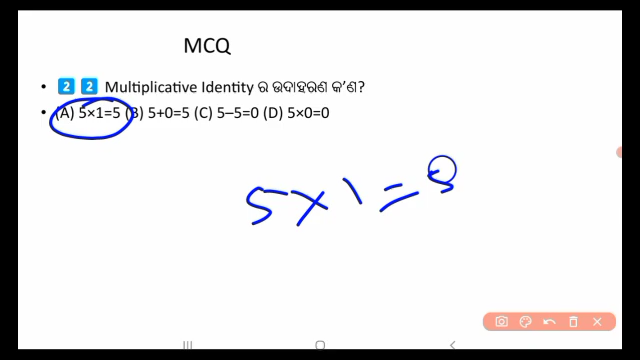 MCQ
• 2️⃣ 2️⃣ Multiplicative Identity ର ଉଦାହରଣ କ'ଣ?
• (A) 5×1=5 (B) 5+0=5 (C) 5–5=0 (D) 5×0=0
5 × 1 = 5